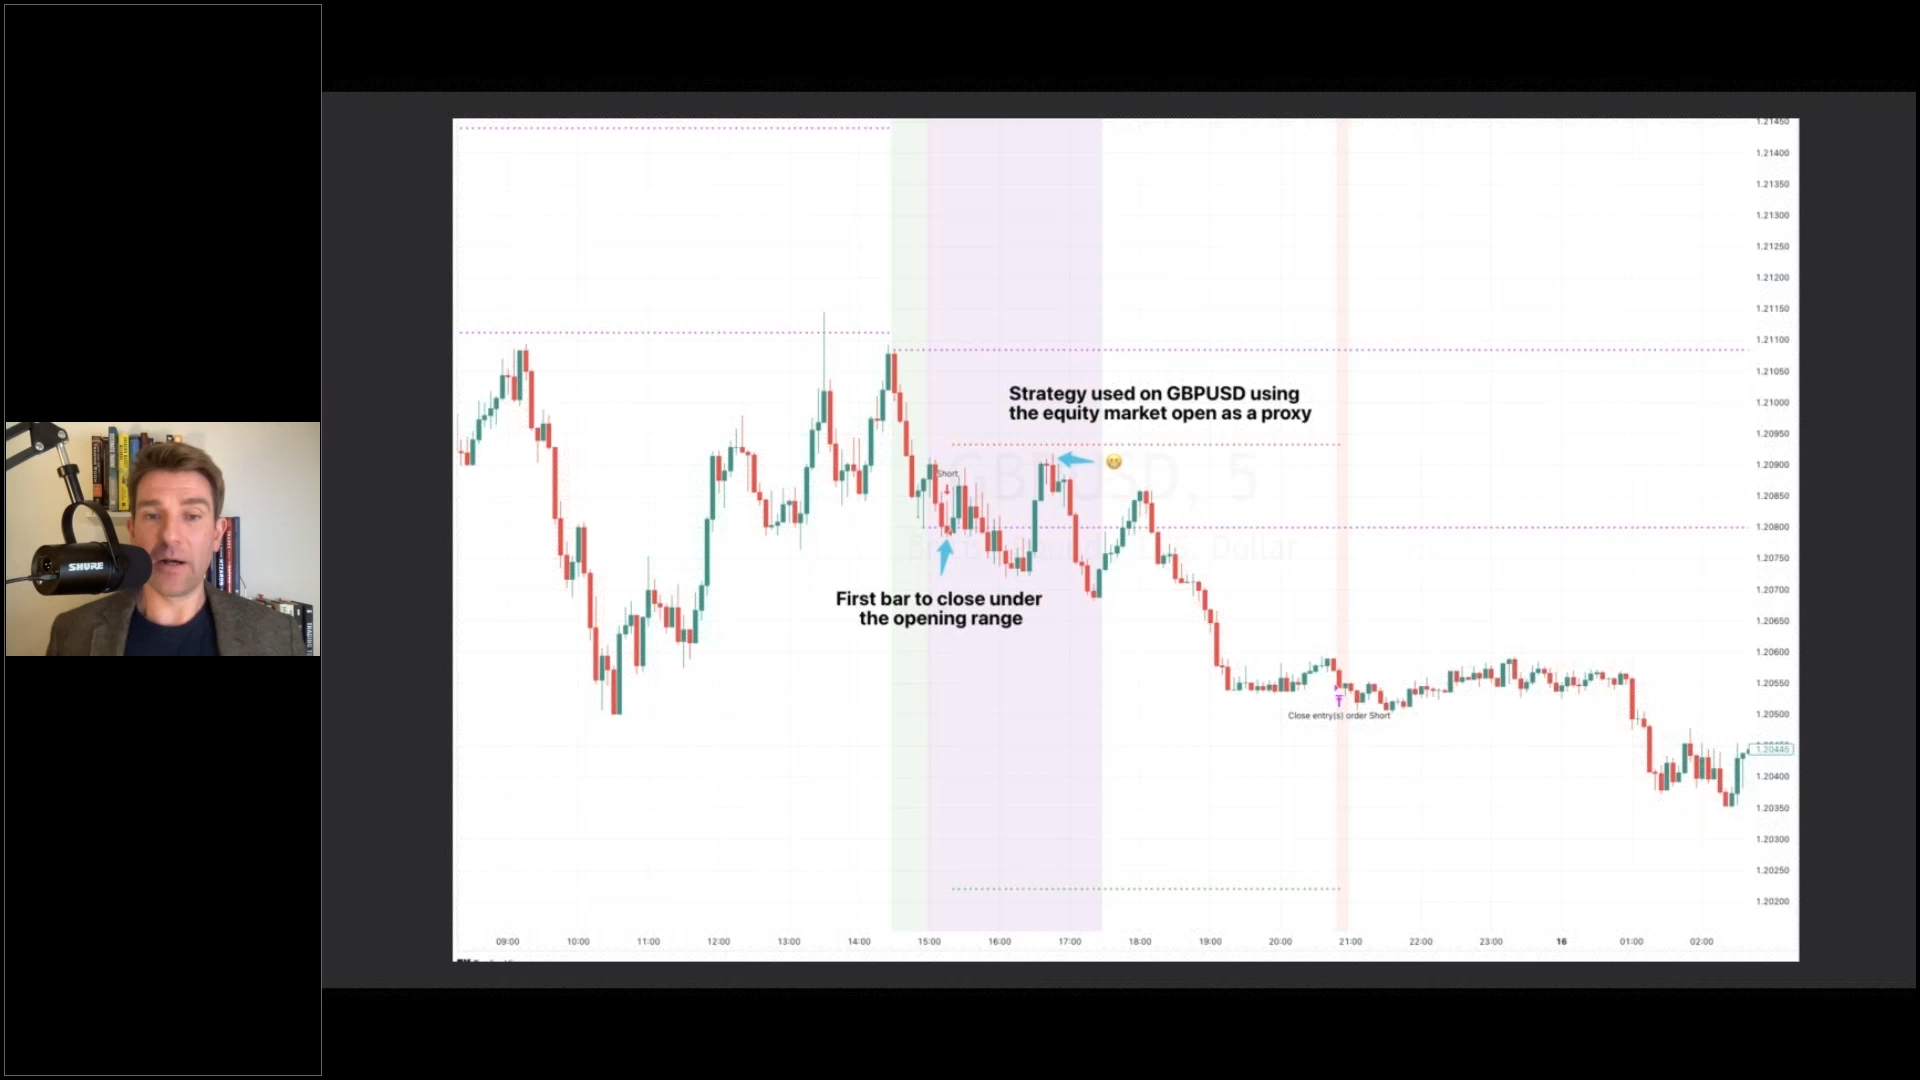 1.21450
1.21400
1.21350
1.21300
1.21250
1.21200
1.21150
1.21100
1.21050
1.21000
1.20950
1.20900
1.20850
1.20800
1.20750
1.20700
1.20650
1.20600
1.20550
1.20500
1.20445
1.20400
1.20350
1.20300
1.20250
1.20200
Strategy used on GBPUSD using
the equity market open as a proxy
Short
GBPUSD, 5
Dollar
First bar to close under
the opening range
Close entry(s) order Short
SHURE
09:00 10:00 11:00 12:00 13:00 14:00 15:00 16:00 17:00 18:00 19:00 20:00 21:00 22:00 23:00 16 01:00 02:00